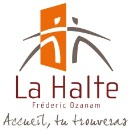 La Halte
Frédéric Ozanam
Accueil, tu trouveras